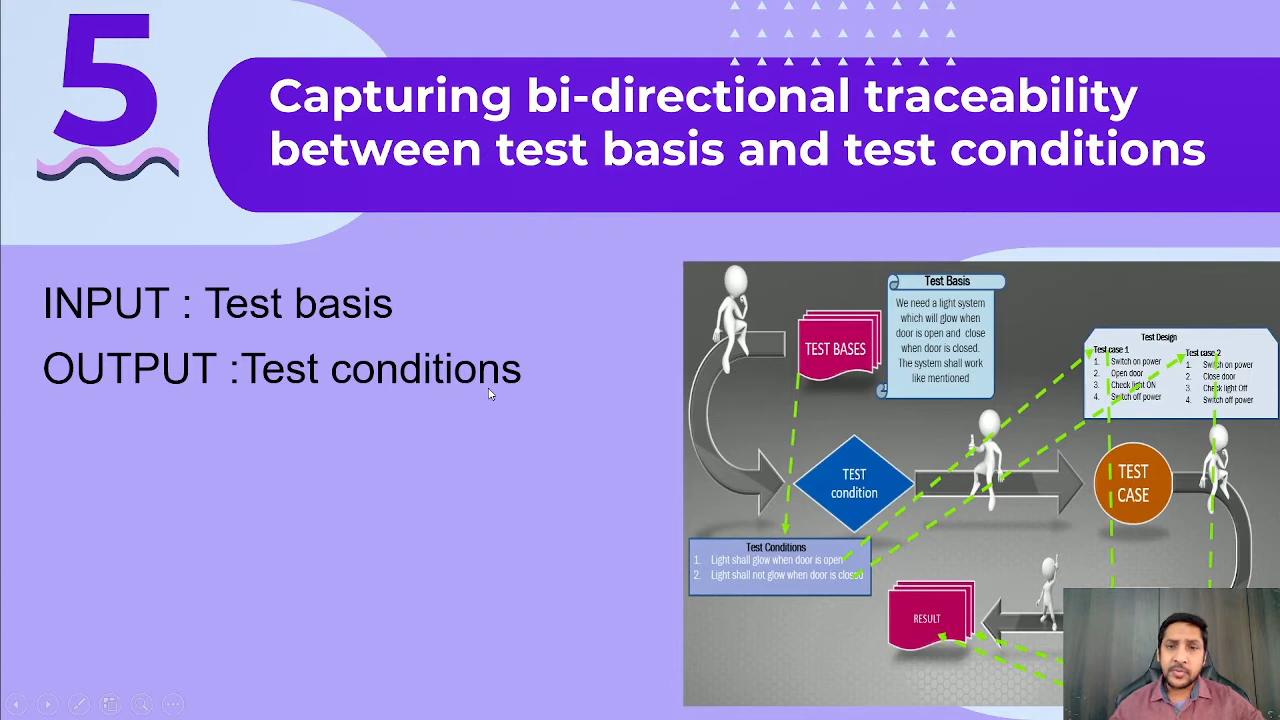 5
Capturing bi-directional traceability
between test basis and test conditions
INPUT : Test basis
OUTPUT :Test conditions
TEST BASES
Test Basis
We need a light system
which will glow when
door is open and close
when door is closed.
The system shall work
like mentioned
Test Design
Test case 1
1. Switch on power
2. Open door
3. Check light ON
4. Switch off power
Test case 2
1. Switch on power
2. Close door
3. Check light Off
4. Switch off power
TEST
condition
TEST
CASE
Test Conditions
1. Light shall glow when door is open
2. Light shall not glow when door is closed
RESULT